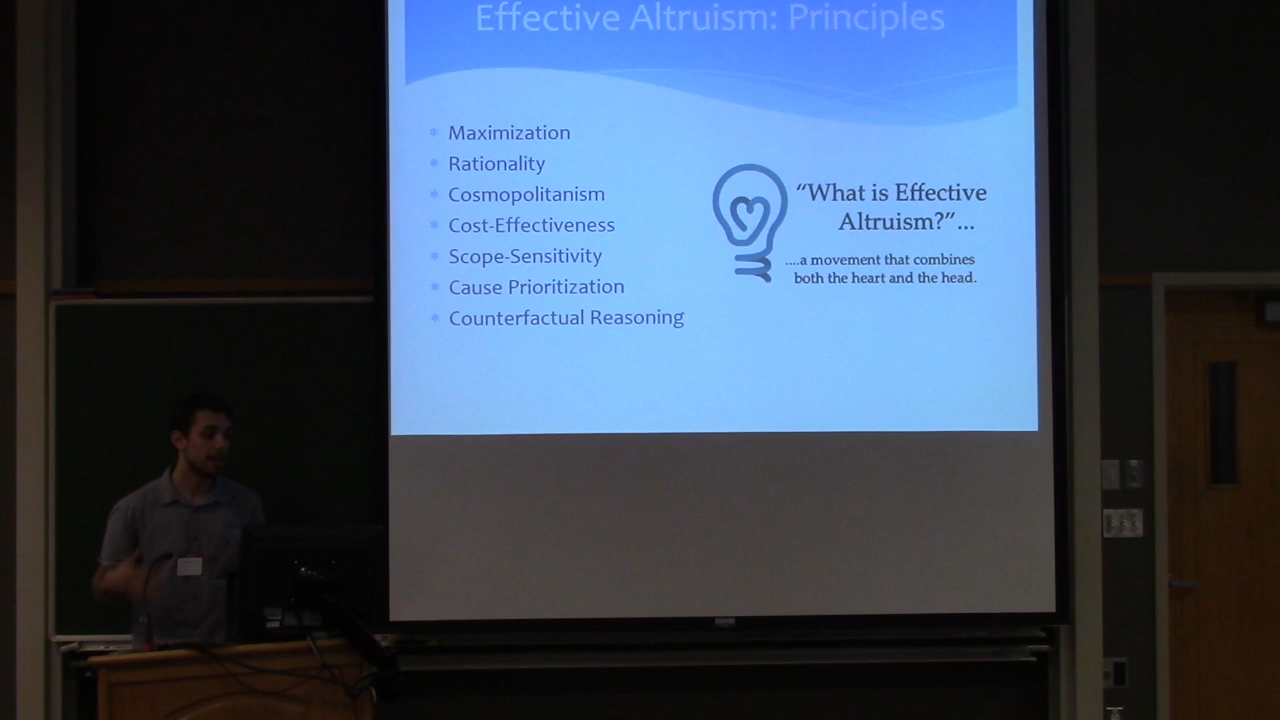 Effective Altruism: Principles
Maximization
Rationality
Cosmopolitanism
Cost-Effectiveness
Scope-Sensitivity
Cause Prioritization
Counterfactual Reasoning
“What is Effective
Altruism?”...
....a movement that combines
both the heart and the head.